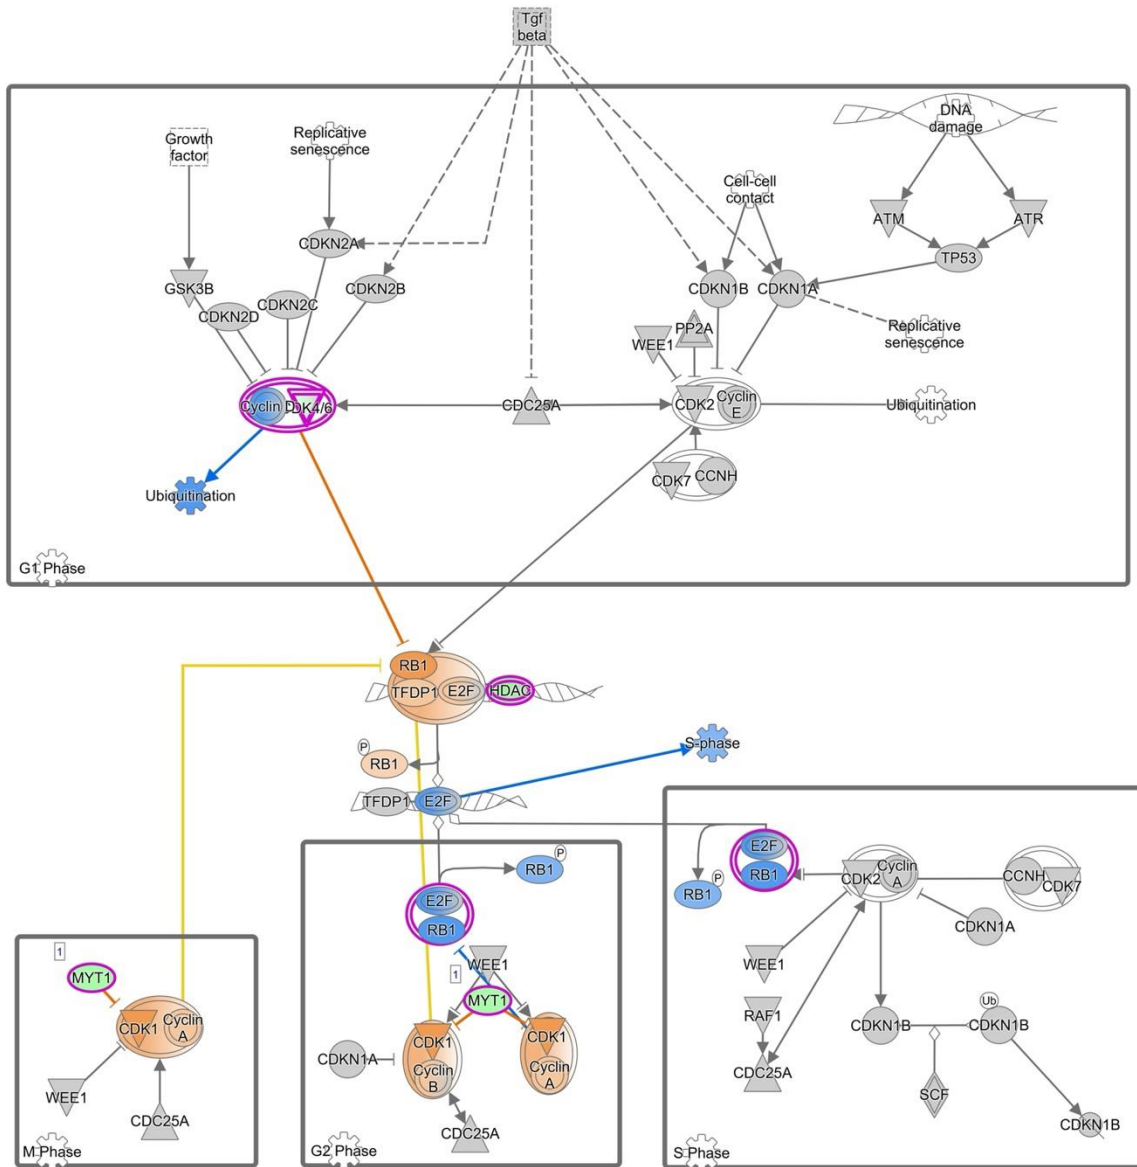 Tgf
beta
DNA
damage
Growth
factor
Replicative
senescence
Cell-cell
contact
ATM
ATR
CDKN2A
TP53
GSK3B
CDKN2D
CDKN2C
CDKN2B
CDKN1B
CDKN1A
WEE1
PP2A
Replicative
senescence
Cyclin D
CDK4/6
CDC25A
CDK2
Cyclin
E
Ubiquitination
CDK7
CCNH
Ubiquitination
G1 Phase
RB1
TFDP1
E2F
HDAC
P
RB1
S-phase
TFDP1
E2F
P
RB1
E2F
RB1
P
RB1
E2F
RB1
CDK2
Cyclin
A
CCNH
CDK7
CDKN1A
WEE1
RAF1
CDC25A
CDKN1B
Ub
CDKN1B
SCF
CDKN1B
S Phase
1
MYT1
CDK1
Cyclin
A
WEE1
CDC25A
M Phase
WEE1
1
MYT1
CDK1
Cyclin
B
CDK1
Cyclin
A
CDKN1A
CDC25A
G2 Phase